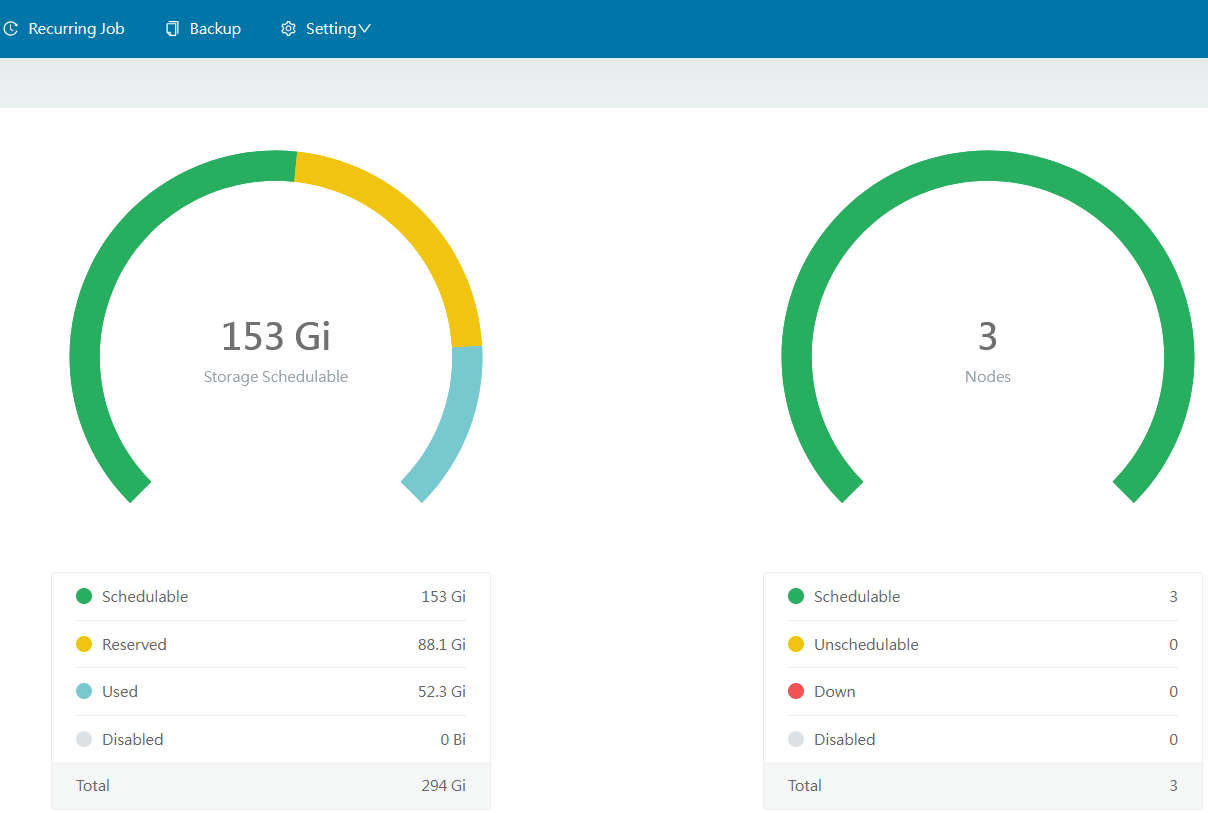 Recurring Job Backup Setting
153 Gi
Storage Schedulable
Schedulable 153 Gi
Reserved 88.1 Gi
Used 52.3 Gi
Disabled 0 Bi
Total 294 Gi
3
Nodes
Schedulable 3
Unschedulable 0
Down 0
Disabled 0
Total 3